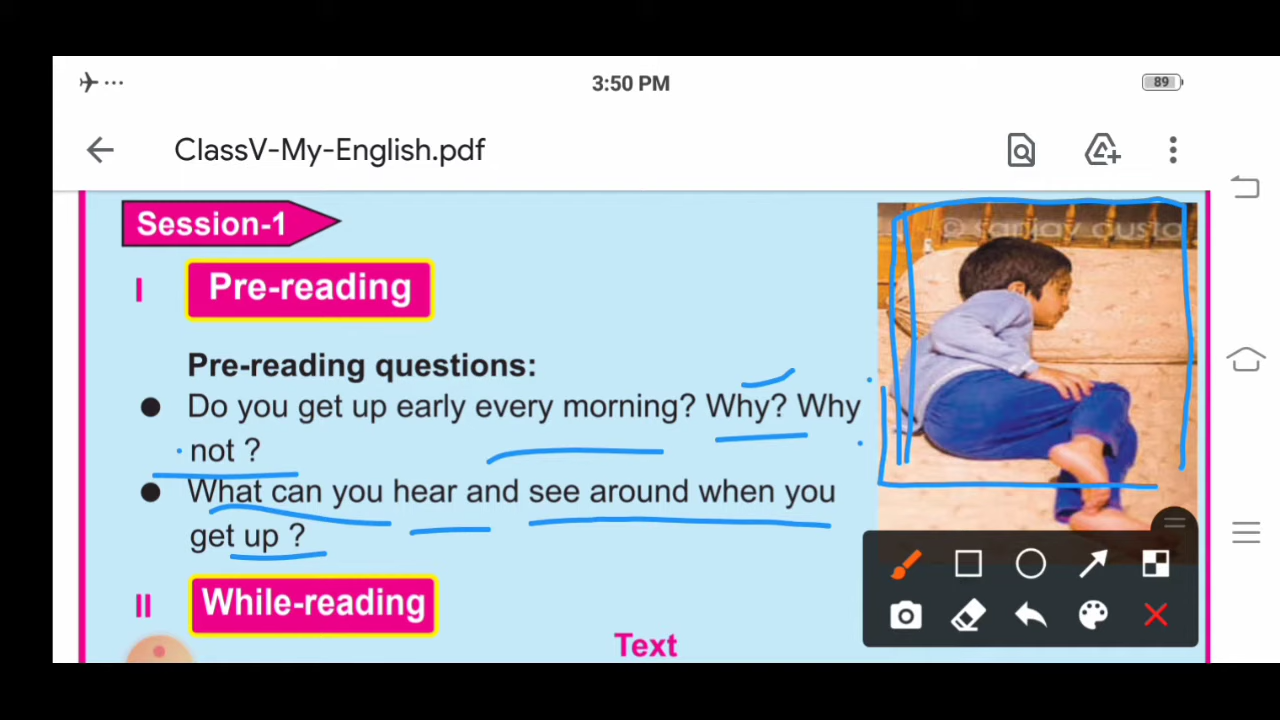 3:50 PM
89
ClassV-My-English.pdf
Session-1
© sanjay austa
I Pre-reading
Pre-reading questions:
● Do you get up early every morning? Why? Why
not ?
● What can you hear and see around when you
get up ?
II While-reading
Text